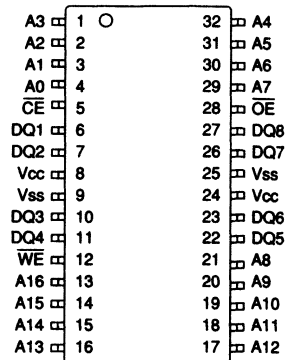 A3 1 32 A4
A2 2 31 A5
A1 3 30 A6
A0 4 29 A7
C̅E̅ 5 28 O̅E̅
DQ1 6 27 DQ8
DQ2 7 26 DQ7
Vcc 8 25 Vss
Vss 9 24 Vcc
DQ3 10 23 DQ6
DQ4 11 22 DQ5
W̅E̅ 12 21 A8
A16 13 20 A9
A15 14 19 A10
A14 15 18 A11
A13 16 17 A12